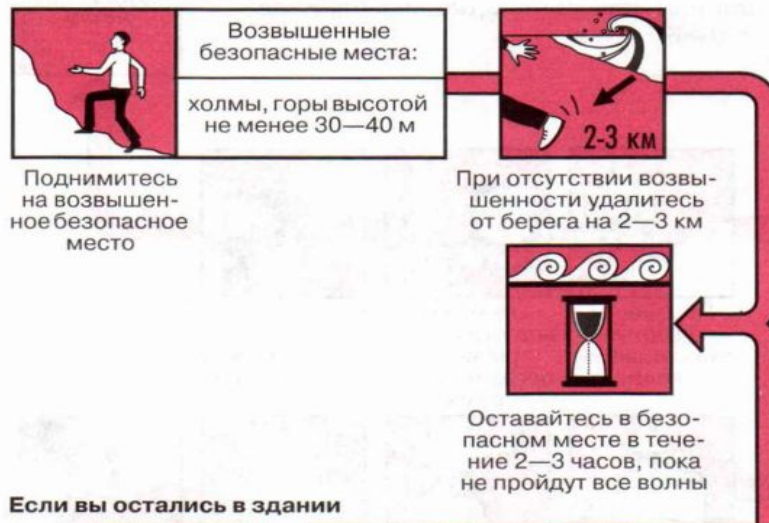 Возвышенные
безопасные места:
холмы, горы высотой
не менее 30—40 м
2-3 км
Поднимитесь
на возвышен-
ное безопасное
место
При отсутствии возвы-
шенности удалитесь
от берега на 2—3 км
Оставайтесь в безо-
пасном месте в тече-
ние 2—3 часов, пока
не пройдут все волны
Если вы остались в здании